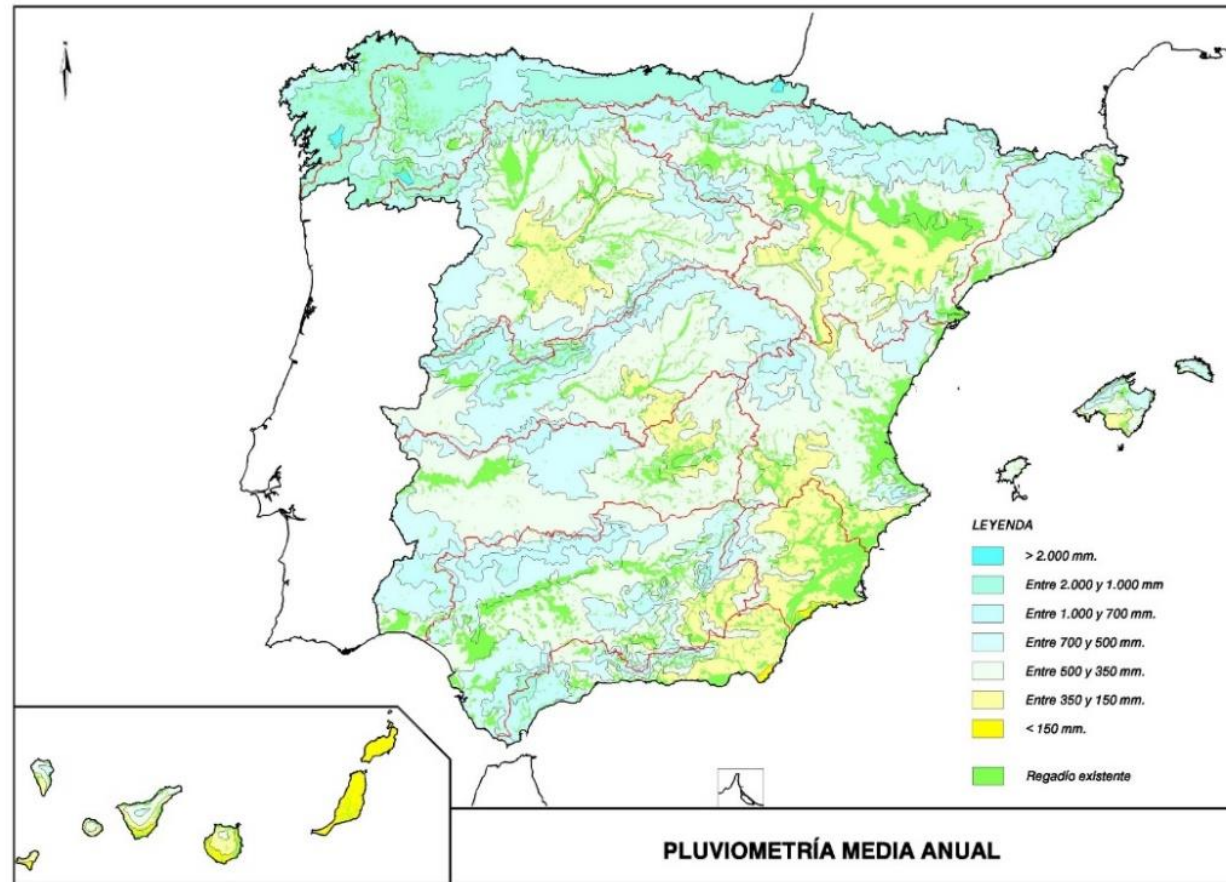 LEYENDA
> 2.000 mm.
Entre 2.000 y 1.000 mm
Entre 1.000 y 700 mm.
Entre 700 y 500 mm.
Entre 500 y 350 mm.
Entre 350 y 150 mm.
< 150 mm.
Regadío existente
PLUVIOMETRÍA MEDIA ANUAL